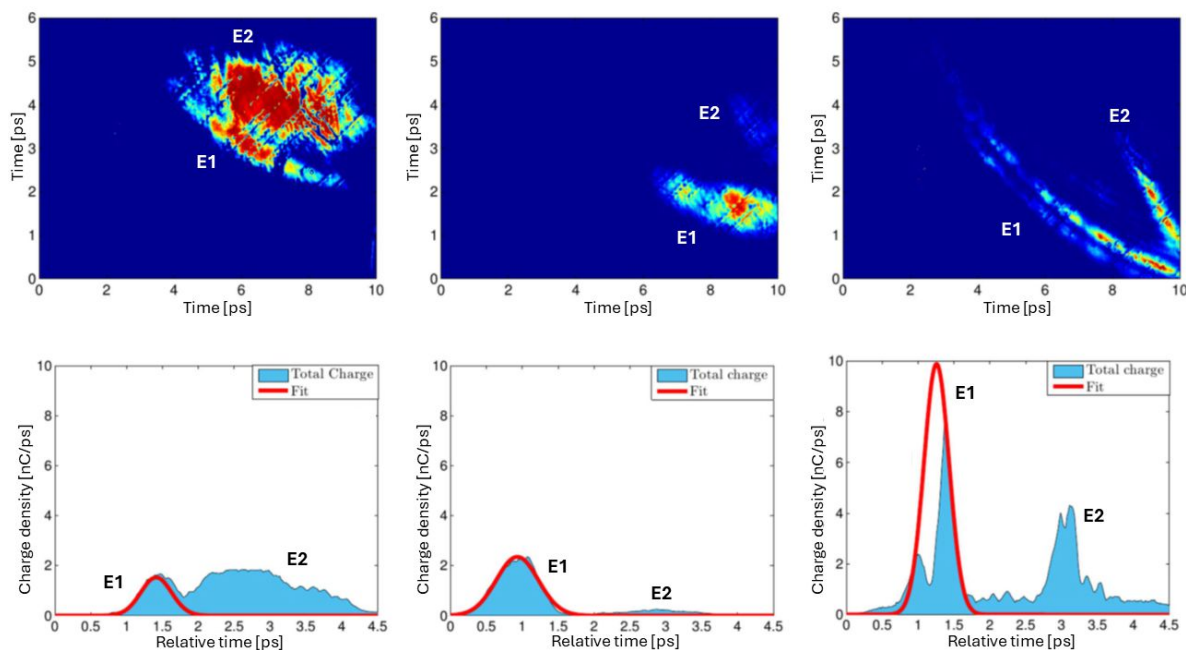 6
5
4
3
2
1
0
Time [ps]
E2
E1
0 2 4 6 8 10
Time [ps]
6
5
4
3
2
1
0
Time [ps]
E2
E1
0 2 4 6 8 10
Time [ps]
6
5
4
3
2
1
0
Time [ps]
E2
E1
0 2 4 6 8 10
Time [ps]
10
8
6
4
2
0
Charge density [nC/ps]
Total Charge
Fit
E1
E2
0 0.5 1 1.5 2 2.5 3 3.5 4 4.5
Relative time [ps]
10
8
6
4
2
0
Charge density [nC/ps]
Total charge
Fit
E1
E2
0 0.5 1 1.5 2 2.5 3 3.5 4 4.5
Relative time [ps]
10
8
6
4
2
0
Charge density [nC/ps]
Total charge
Fit
E1
E2
0 0.5 1 1.5 2 2.5 3 3.5 4 4.5
Relative time [ps]